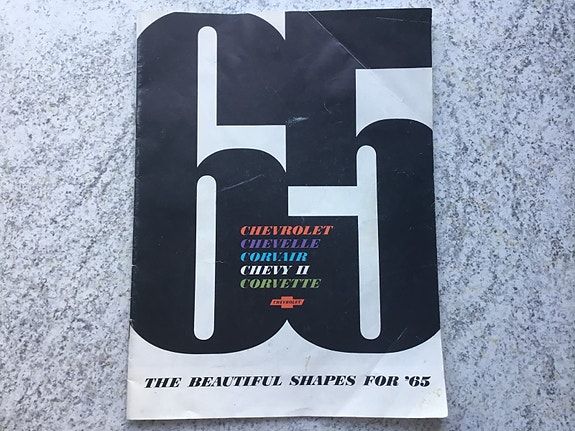 65
CHEVROLET
CHEVELLE
CORVAIR
CHEVY II
CORVETTE
CHEVROLET
THE BEAUTIFUL SHAPES FOR '65